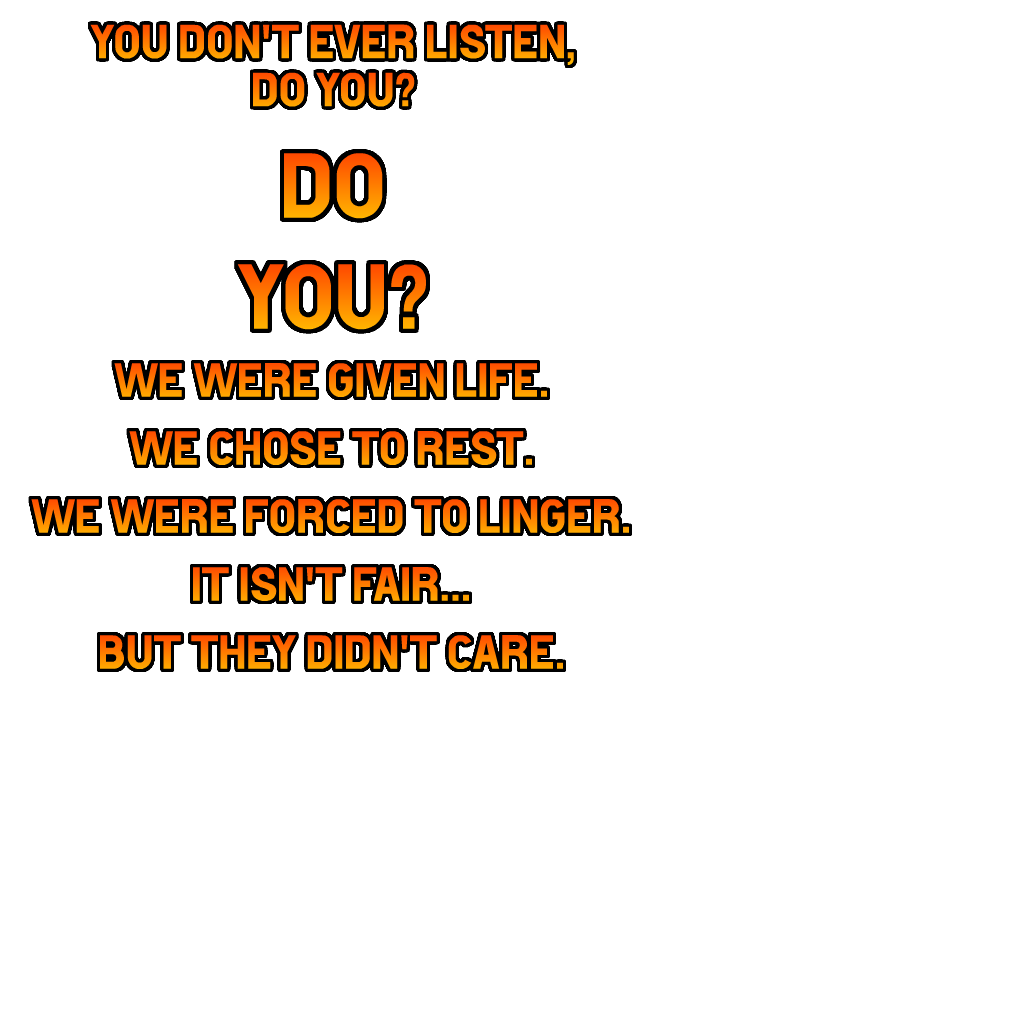 YOU DON'T EVER LISTEN,
DO YOU?
DO
YOU?
WE WERE GIVEN LIFE.
WE CHOSE TO REST.
WE WERE FORCED TO LINGER.
IT ISN'T FAIR...
BUT THEY DIDN'T CARE.